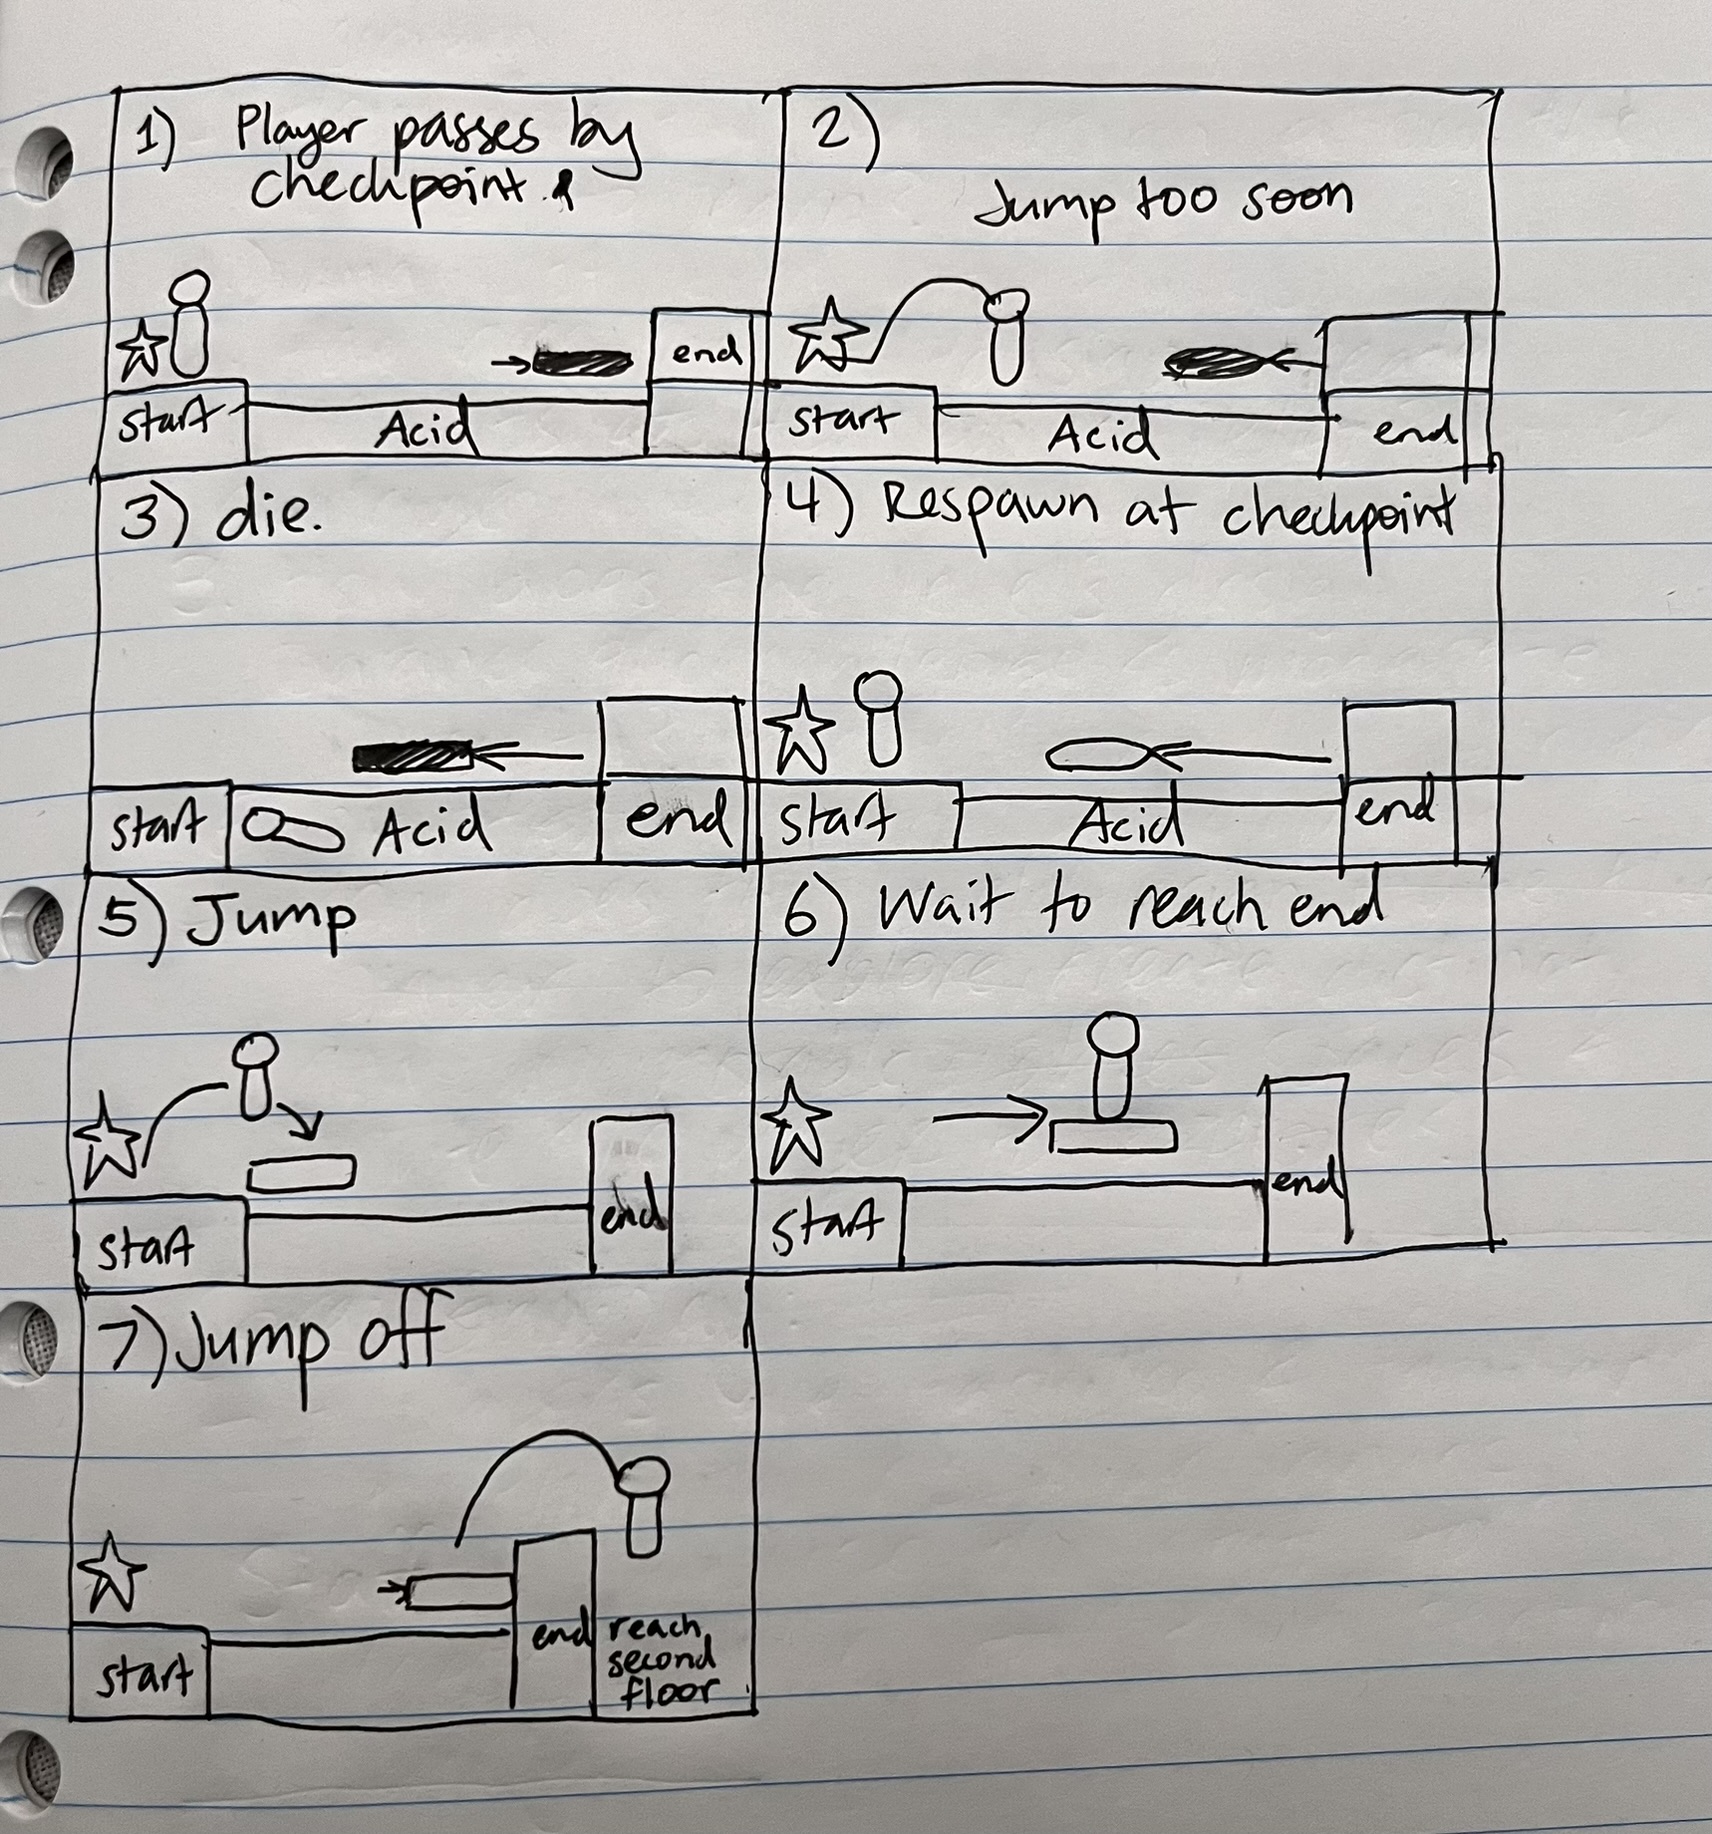 1) Player passes by
checkpoint.
end
start
Acid
2)
Jump too soon
start
Acid
end
3) die.
start
Acid
end
4) Respawn at checkpoint
start
Acid
end
5) Jump
start
end
6) Wait to reach end
start
end
7) Jump off
start
end
reach
second
floor